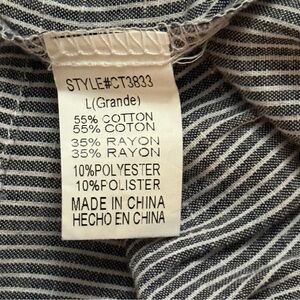 STYLE#CT3833
L(Grande)
55% COTTON
55% COTON
35% RAYON
35% RAYON
10%POLYESTER
10%POLISTER
MADE IN CHINA
HECHO EN CHINA